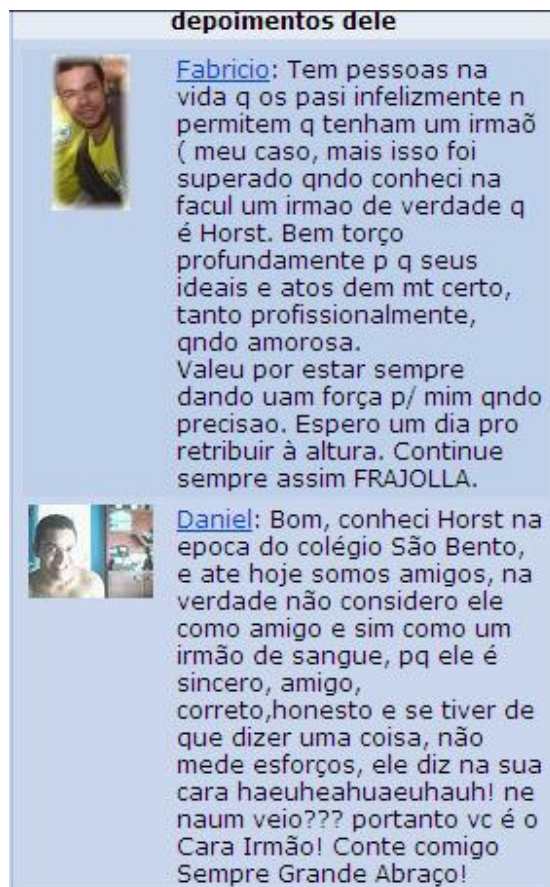 depoimentos dele
Fabricio: Tem pessoas na
vida q os pasi infelizmente n
permitem q tenham um irmaõ
( meu caso, mais isso foi
superado qndo conheci na
facul um irmao de verdade q
é Horst. Bem torço
profundamente p q seus
ideais e atos dem mt certo,
tanto profissionalmente,
qndo amorosa.
Valeu por estar sempre
dando uam força p/ mim qndo
precisao. Espero um dia pro
retribuir à altura. Continue
sempre assim FRAJOLLA.
Daniel: Bom, conheci Horst na
epoca do colégio São Bento,
e ate hoje somos amigos, na
verdade não considero ele
como amigo e sim como um
irmão de sangue, pq ele é
sincero, amigo,
correto,honesto e se tiver de
que dizer uma coisa, não
mede esforços, ele diz na sua
cara haeuheahuaeuhauh! ne
naum veio??? portanto vc é o
Cara Irmão! Conte comigo
Sempre Grande Abraço!